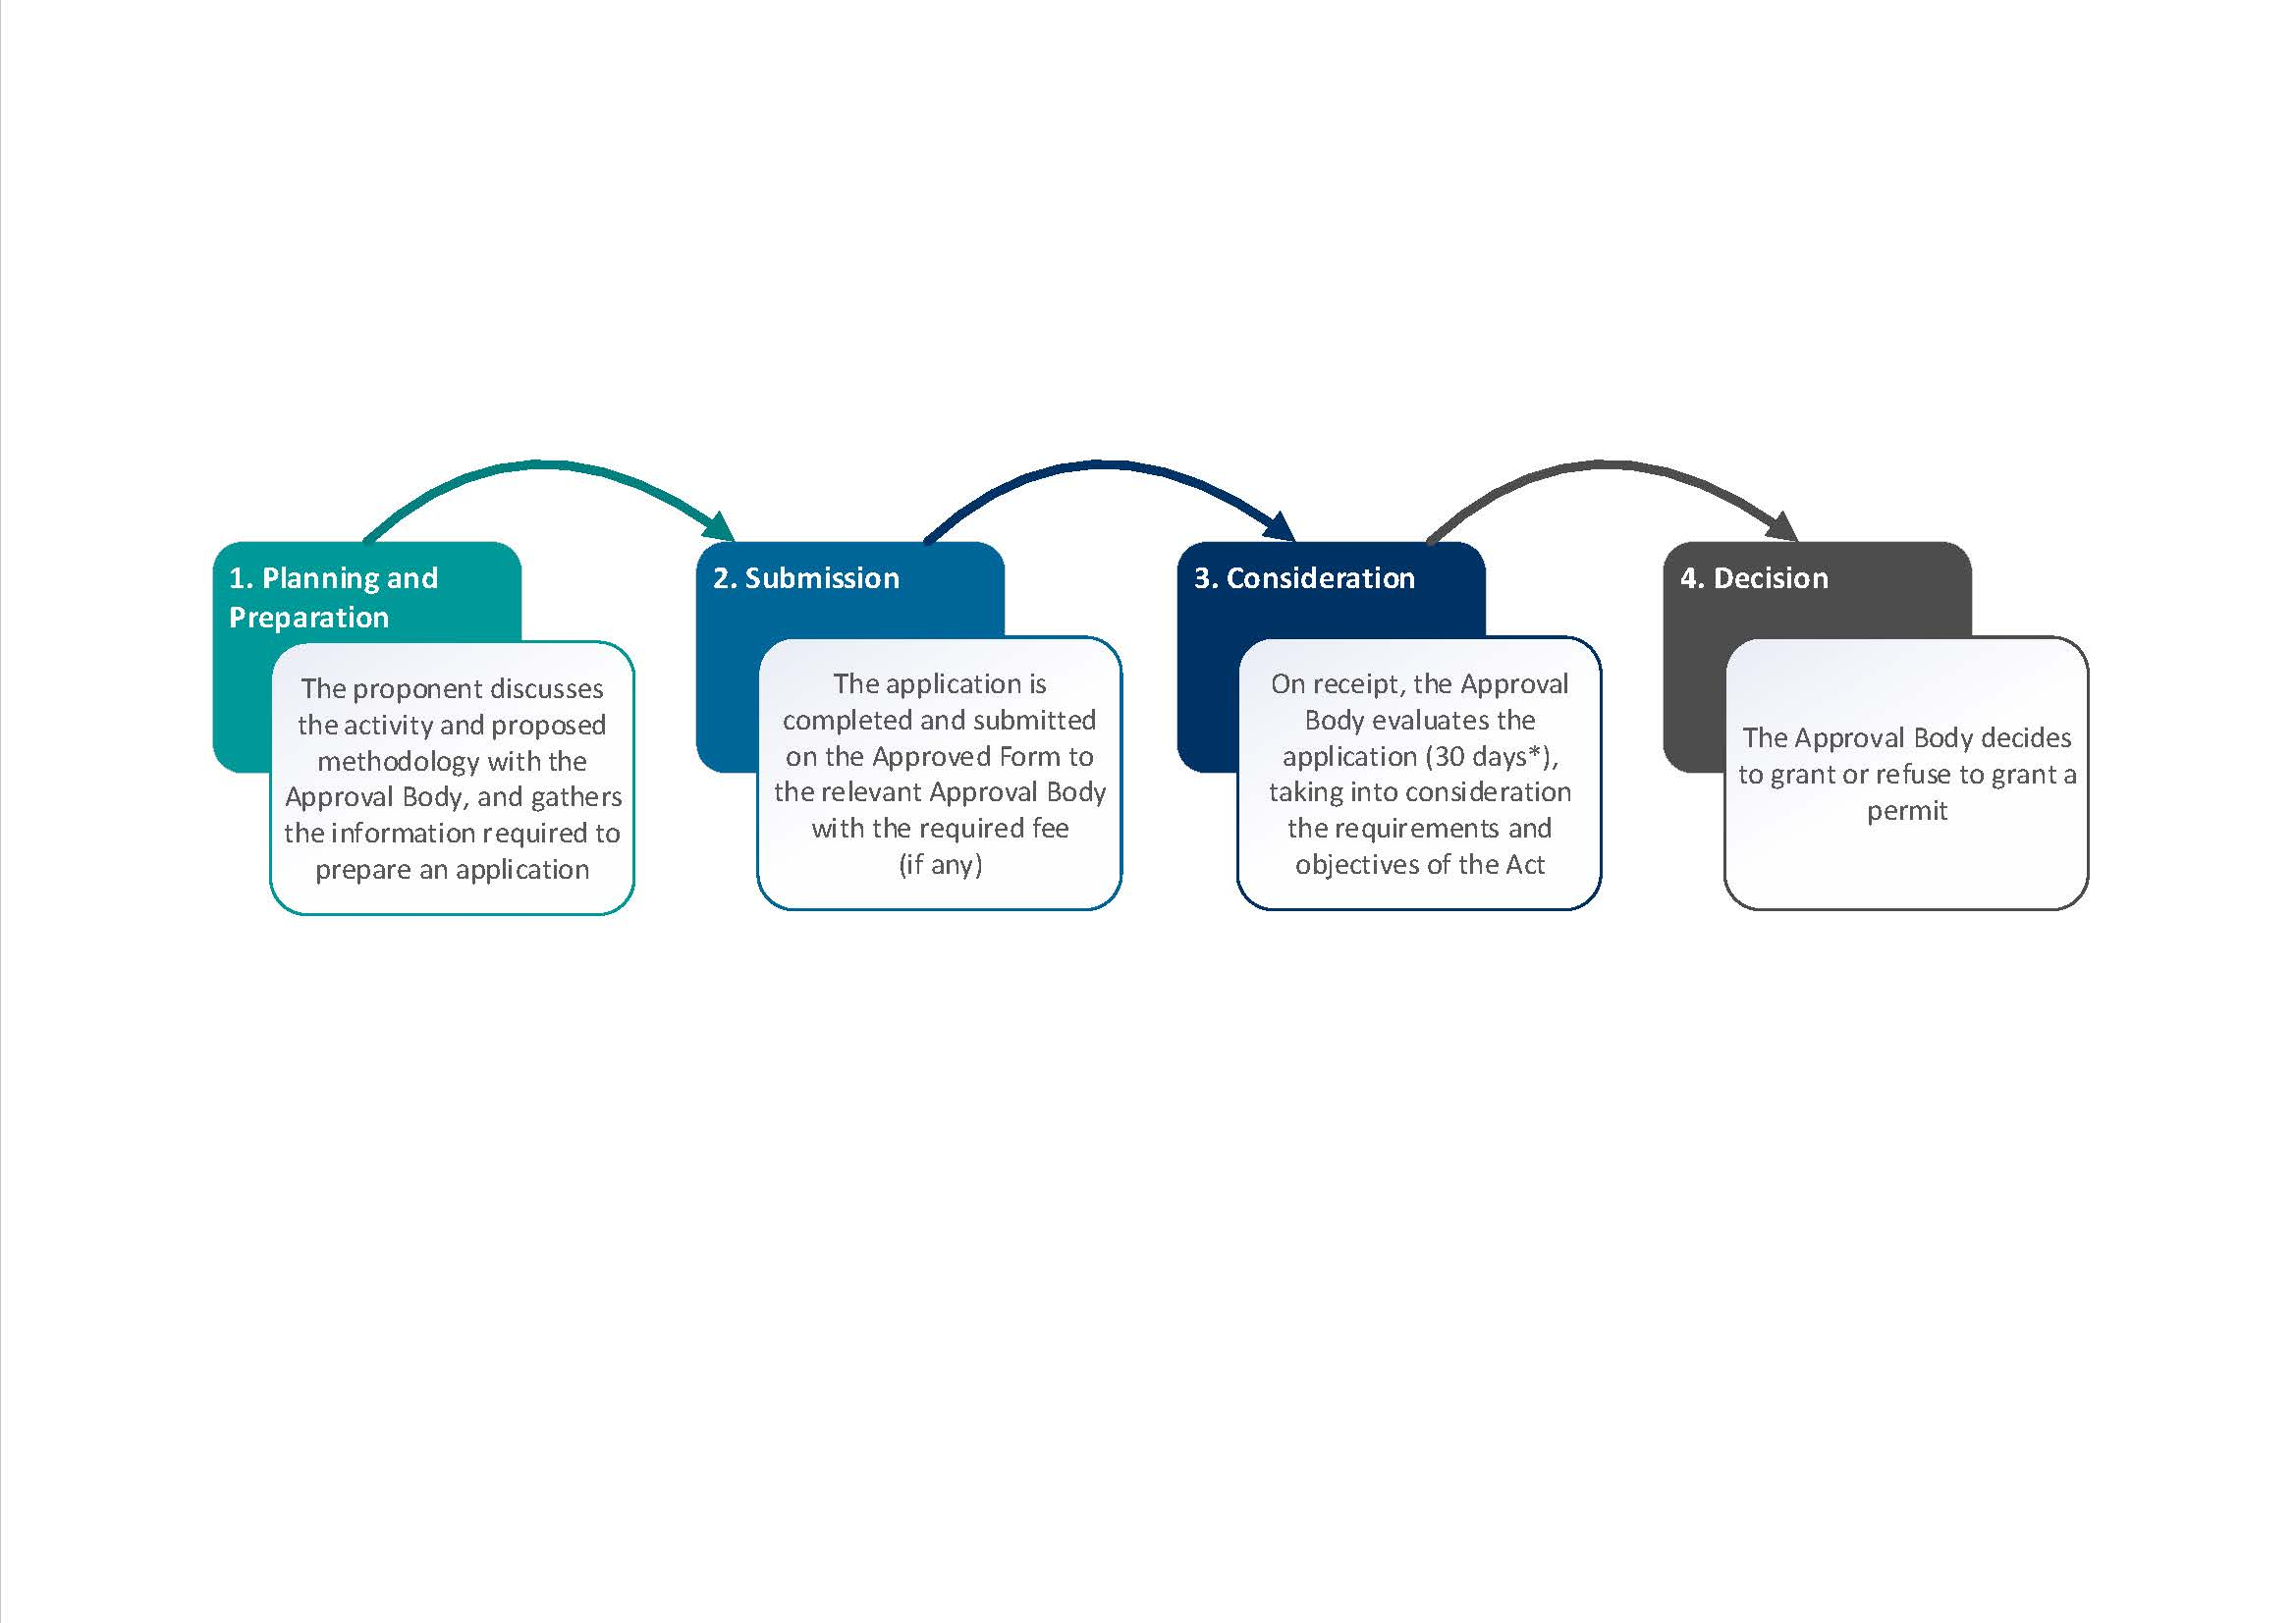 1. Planning and
Preparation
The proponent discusses
the activity and proposed
methodology with the
Approval Body, and gathers
the information required to
prepare an application
2. Submission
The application is
completed and submitted
on the Approved Form to
the relevant Approval Body
with the required fee
(if any)
3. Consideration
On receipt, the Approval
Body evaluates the
application (30 days*),
taking into consideration
the requirements and
objectives of the Act
4. Decision
The Approval Body decides
to grant or refuse to grant a
permit